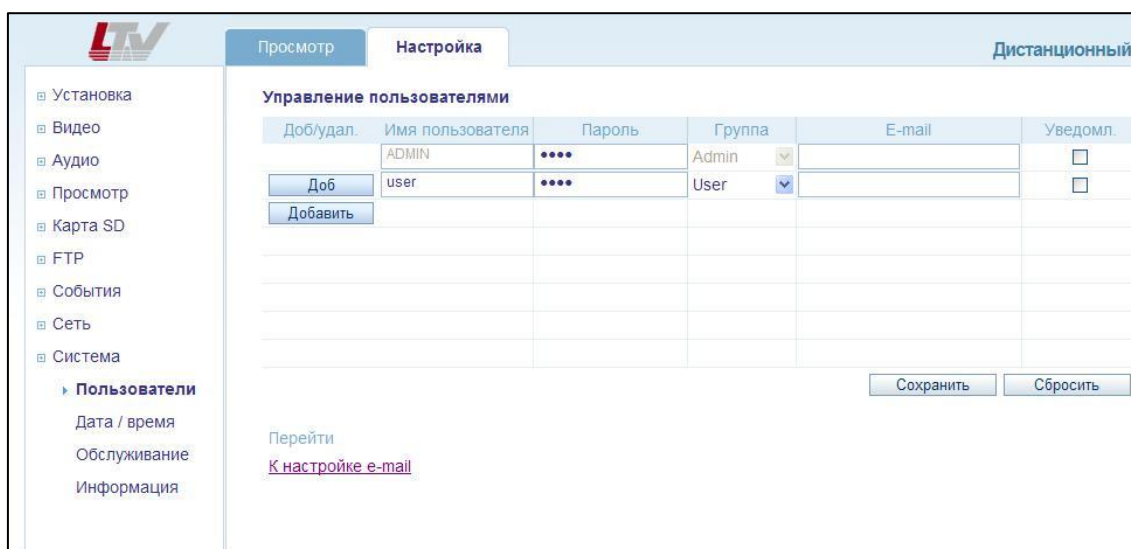 LTV
Просмотр
Настройка
Дистанционный
Установка
Видео
Аудио
Просмотр
Карта SD
FTP
События
Сеть
Система
Пользователи
Дата / время
Обслуживание
Информация
Управление пользователями
Доб/удал. Имя пользователя Пароль Группа E-mail Уведомл.
ADMIN •••• Admin
Доб user •••• User
Добавить
Сохранить Сбросить
Перейти
К настройке e-mail